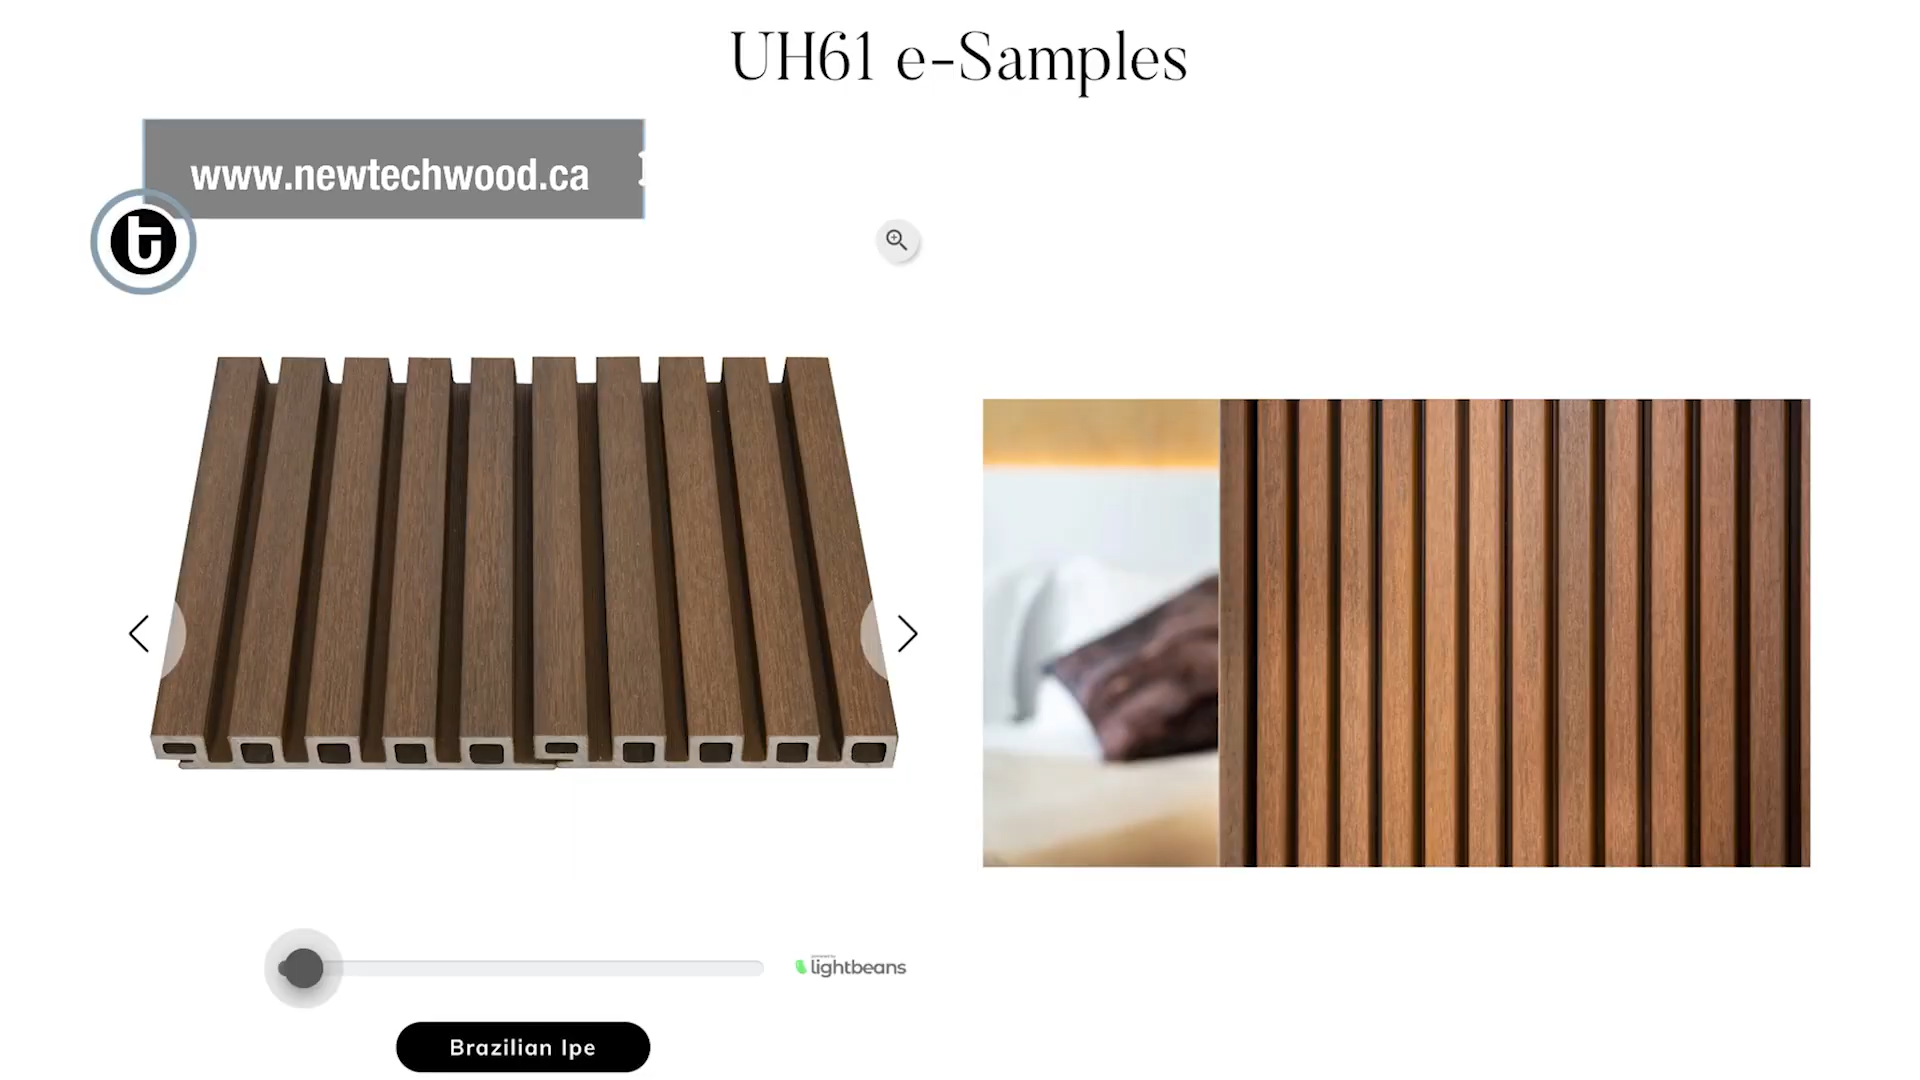 UH61 e-Samples
www.newtechwood.ca
t
lightbeans
Brazilian Ipe